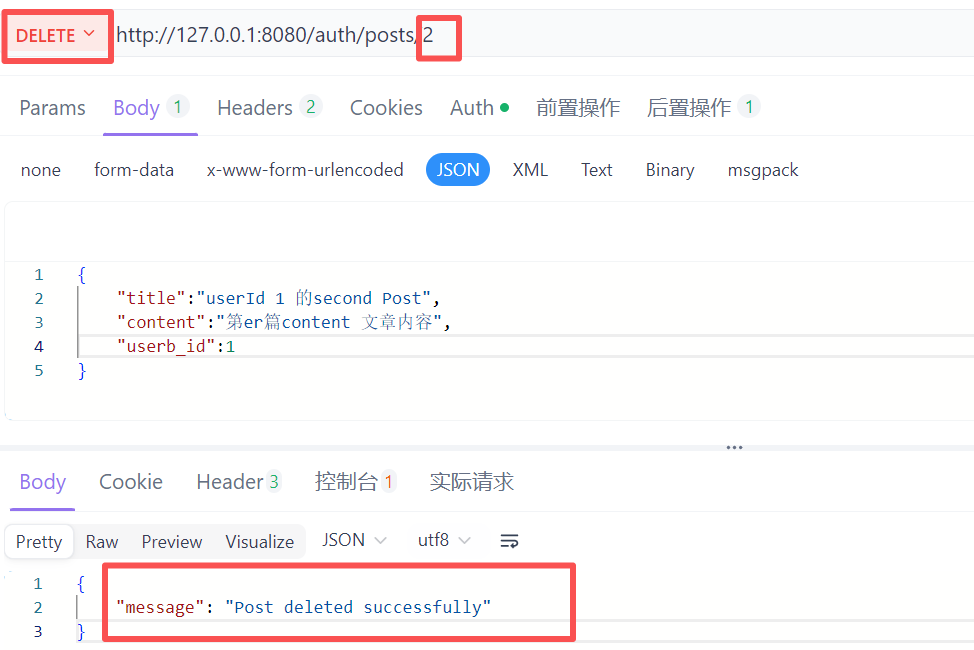 DELETE http://127.0.0.1:8080/auth/posts/2
Params Body 1 Headers 2 Cookies Auth 前置操作 后置操作 1
none form-data x-www-form-urlencoded JSON XML Text Binary msgpack
1 {
2 "title":"userId 1 的second Post",
3 "content":"第er篇content 文章内容",
4 "userb_id":1
5 }
Body Cookie Header 3 控制台 1 实际请求
Pretty Raw Preview Visualize JSON utf8
1 {
2 "message": "Post deleted successfully"
3 }